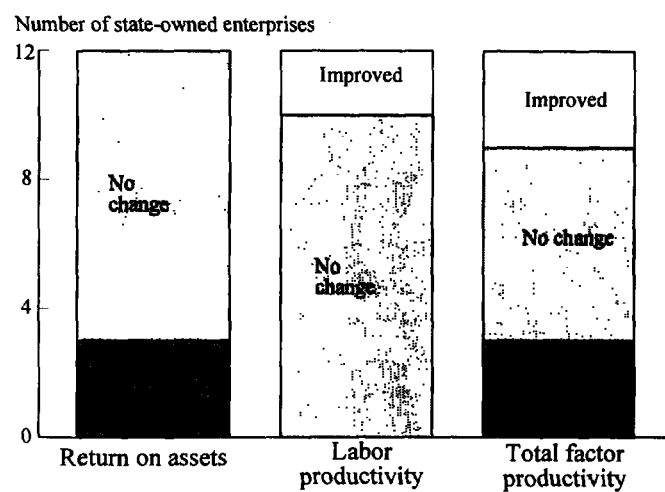 Number of state-owned enterprises
12
Improved
Improved
8
No
change
No change
No
change
4
0
Return on assets
Labor
productivity
Total factor
productivity